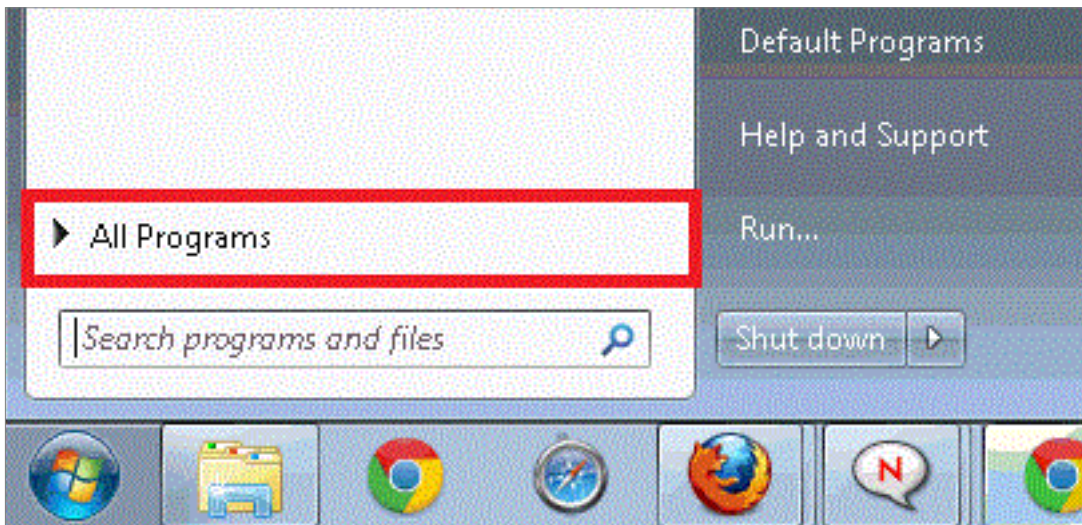 Default Programs
Help and Support
All Programs
Run...
Search programs and files
Shut down
N